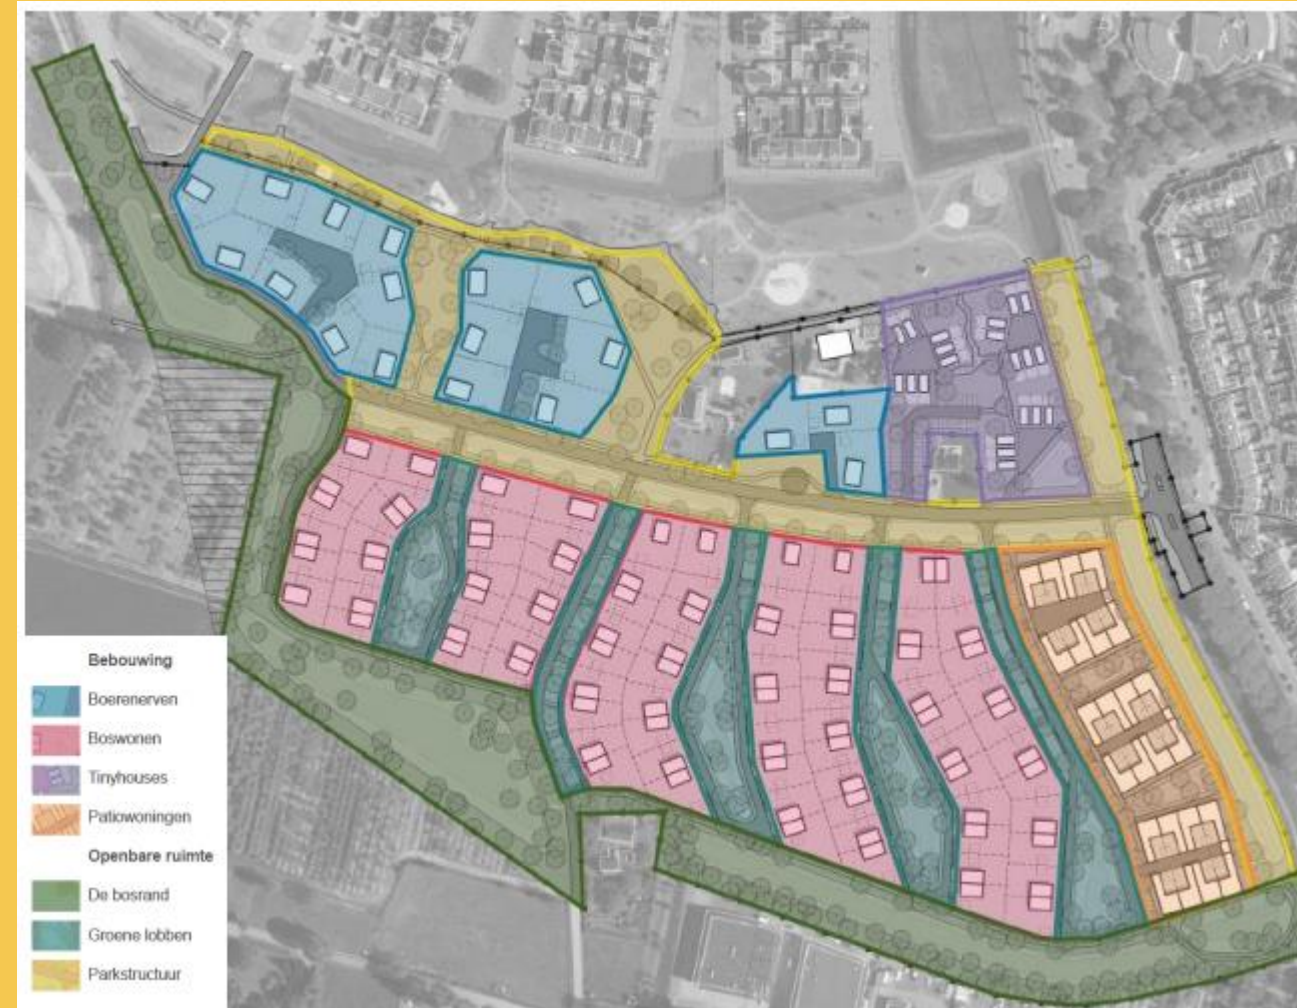 Bebouwing
Boerenerven
Boswonen
Tinyhouses
Patiowoningen
Openbare ruimte
De bosrand
Groene lobben
Parkstructuur